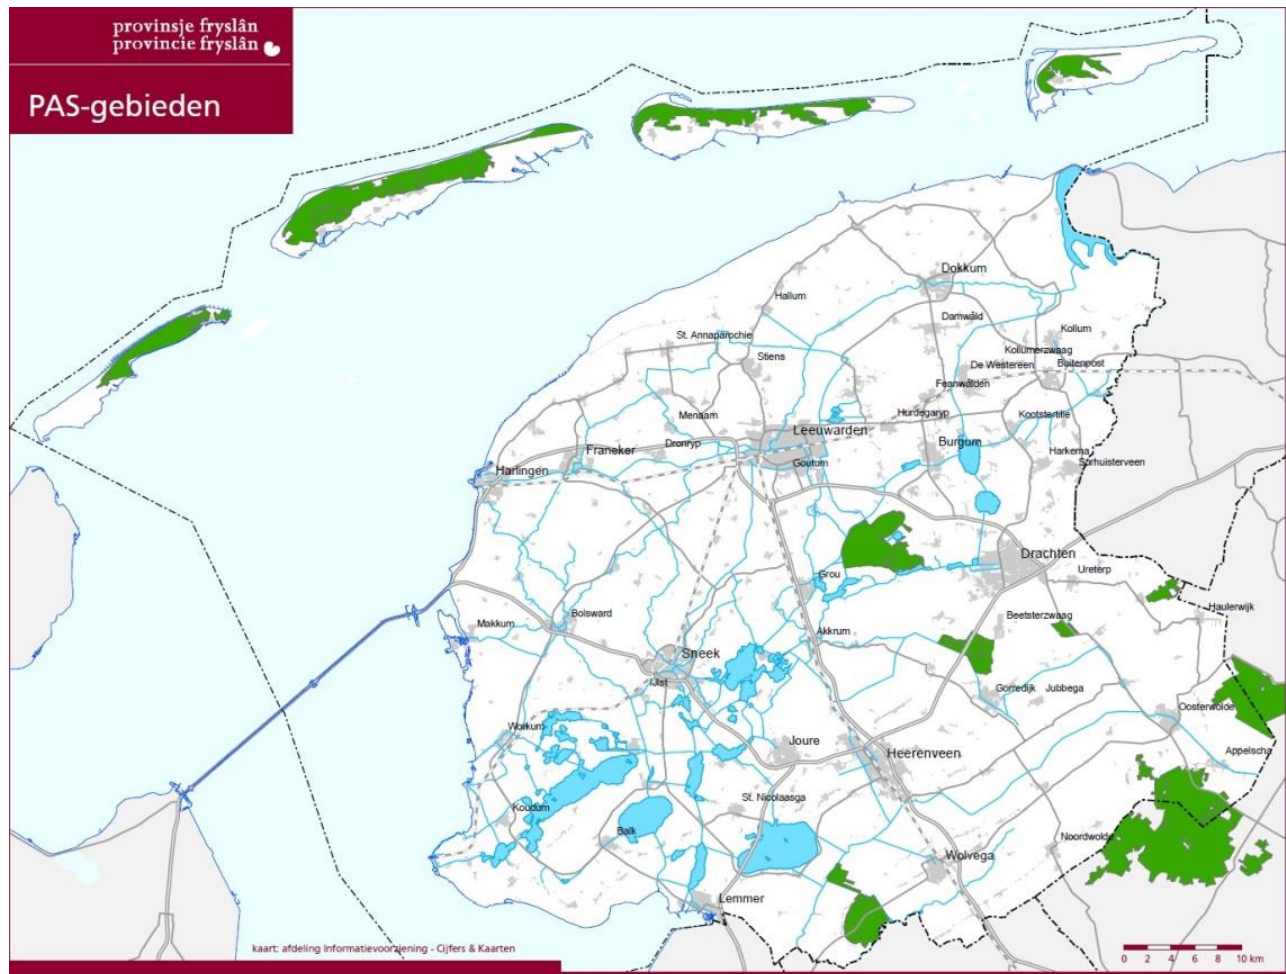 provinsje fryslân
provincie fryslân
PAS-gebieden
Dokkum
Hallum
Damwâld
Kollum
St. Annaparochie
Kollumerzwaag
Stiens
De Westereen
Buitenpost
Feanwâlden
Menaam
Hurdegaryp
Kootstertille
Leeuwarden
Dronryp
Burgum
Franeker
Harkema
Goutum
Surhuisterveen
Harlingen
Drachten
Grou
Ureterp
Haulerwijk
Bolsward
Beetsterzwaag
Makkum
Akkrum
Sneek
IJlst
Gorredijk
Jubbega
Oosterwolde
Workum
Joure
Heerenveen
Appelscha
St. Nicolaasga
Koudum
Balk
Noordwolde
Wolvega
Lemmer
kaart: afdeling Informatievoorziening - Cijfers & Kaarten
0 2 4 6 8 10 km